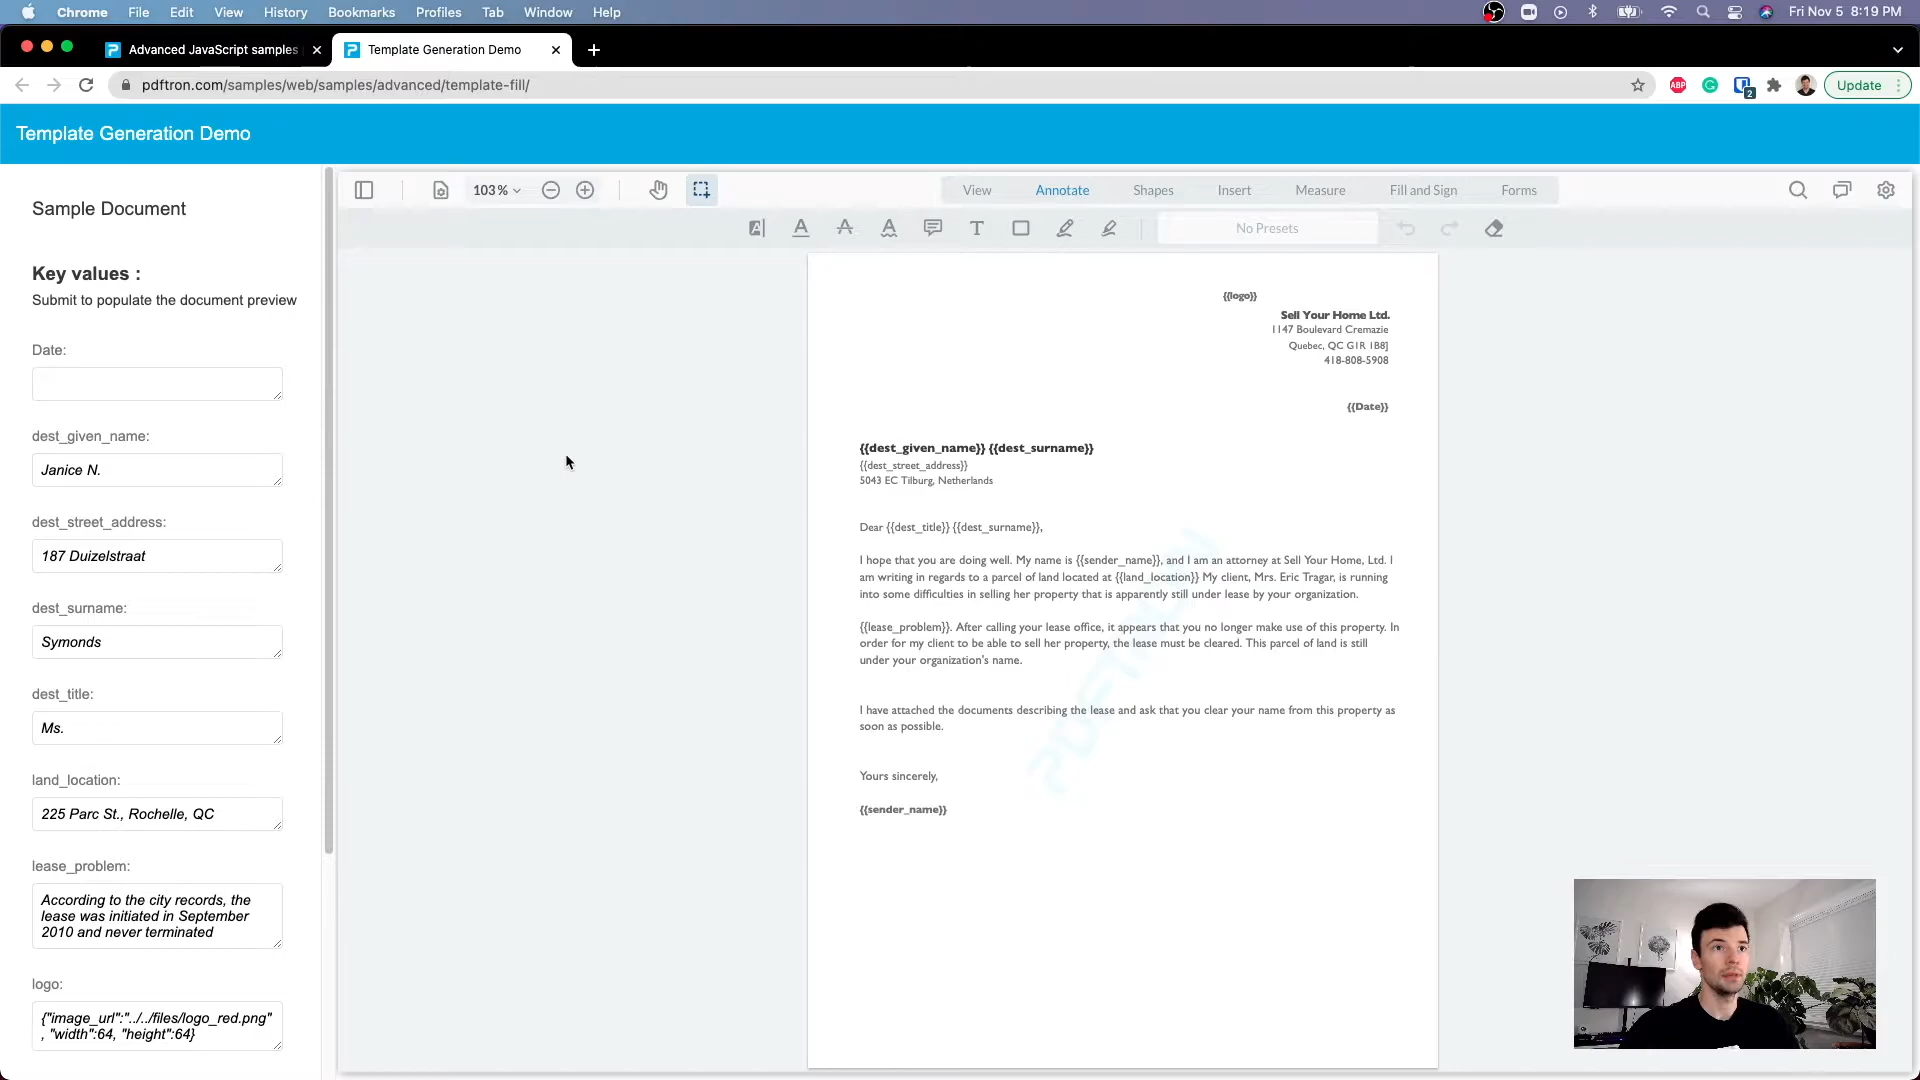 Chrome File Edit View History Bookmarks Profiles Tab Window Help
Fri Nov 5 8:19 PM
Advanced JavaScript samples
Template Generation Demo
pdftron.com/samples/web/samples/advanced/template-fill/
ABP
2
Update
Template Generation Demo
Sample Document
Key values :
Submit to populate the document preview
Date:
dest_given_name:
Janice N.
dest_street_address:
187 Duizelstraat
dest_surname:
Symonds
dest_title:
Ms.
land_location:
225 Parc St., Rochelle, QC
lease_problem:
According to the city records, the
lease was initiated in September
2010 and never terminated
logo:
{"image_url":"../../files/logo_red.png"
, "width":64, "height":64}
103%
View Annotate Shapes Insert Measure Fill and Sign Forms
No Presets
{{logo}}
Sell Your Home Ltd.
1147 Boulevard Cremazie
Quebec, QC G1R 1B8]
418-808-5908
{{Date}}
{{dest_given_name}} {{dest_surname}}
{{dest_street_address}}
5043 EC Tilburg, Netherlands
Dear {{dest_title}} {{dest_surname}},
I hope that you are doing well. My name is {{sender_name}}, and I am an attorney at Sell Your Home, Ltd. I
am writing in regards to a parcel of land located at {{land_location}} My client, Mrs. Eric Tragar, is running
into some difficulties in selling her property that is apparently still under lease by your organization.
{{lease_problem}}. After calling your lease office, it appears that you no longer make use of this property. In
order for my client to be able to sell her property, the lease must be cleared. This parcel of land is still
under your organization's name.
I have attached the documents describing the lease and ask that you clear your name from this property as
soon as possible.
Yours sincerely,
{{sender_name}}
PDFTRON